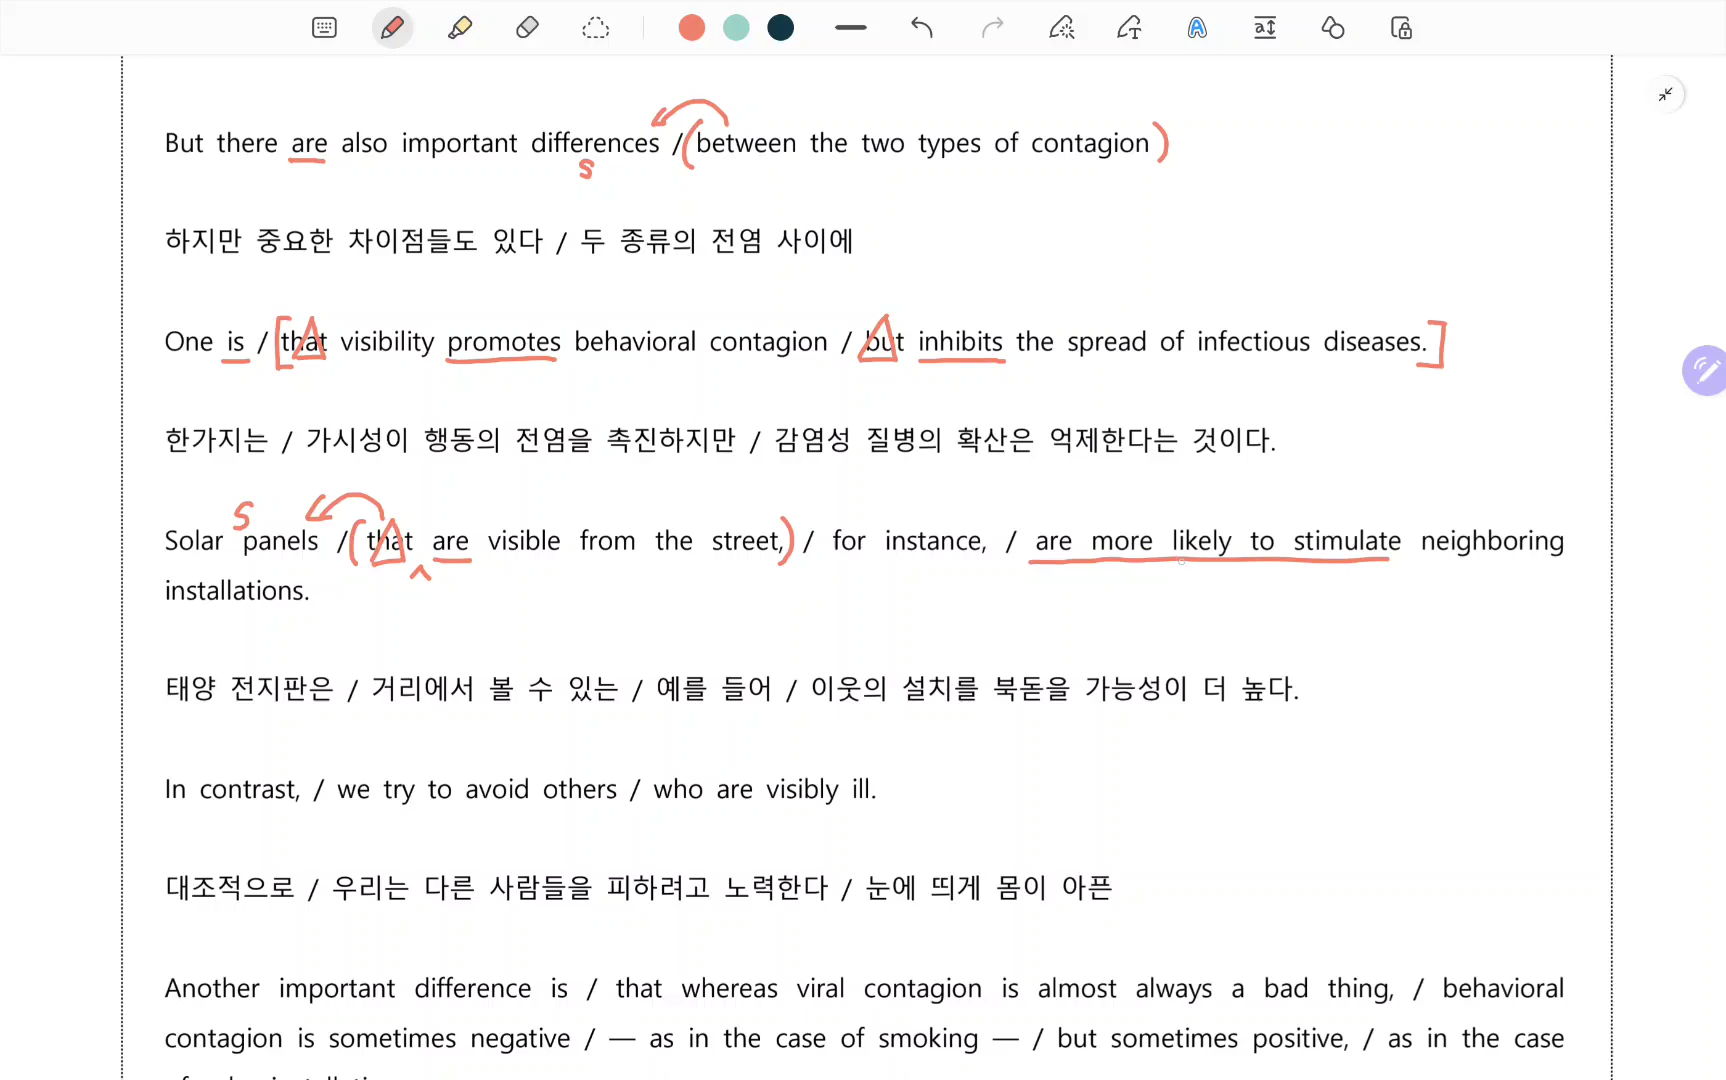 But there are also important differences / (between the two types of contagion)
s
하지만 중요한 차이점들도 있다 / 두 종류의 전염 사이에
One is / [that visibility promotes behavioral contagion / but inhibits the spread of infectious diseases.]
한가지는 / 가시성이 행동의 전염을 촉진하지만 / 감염성 질병의 확산은 억제한다는 것이다.
s
Solar panels / (that are visible from the street,) / for instance, / are more likely to stimulate neighboring
installations.
태양 전지판은 / 거리에서 볼 수 있는 / 예를 들어 / 이웃의 설치를 북돋을 가능성이 더 높다.
In contrast, / we try to avoid others / who are visibly ill.
대조적으로 / 우리는 다른 사람들을 피하려고 노력한다 / 눈에 띄게 몸이 아픈
Another important difference is / that whereas viral contagion is almost always a bad thing, / behavioral
contagion is sometimes negative / — as in the case of smoking — / but sometimes positive, / as in the case